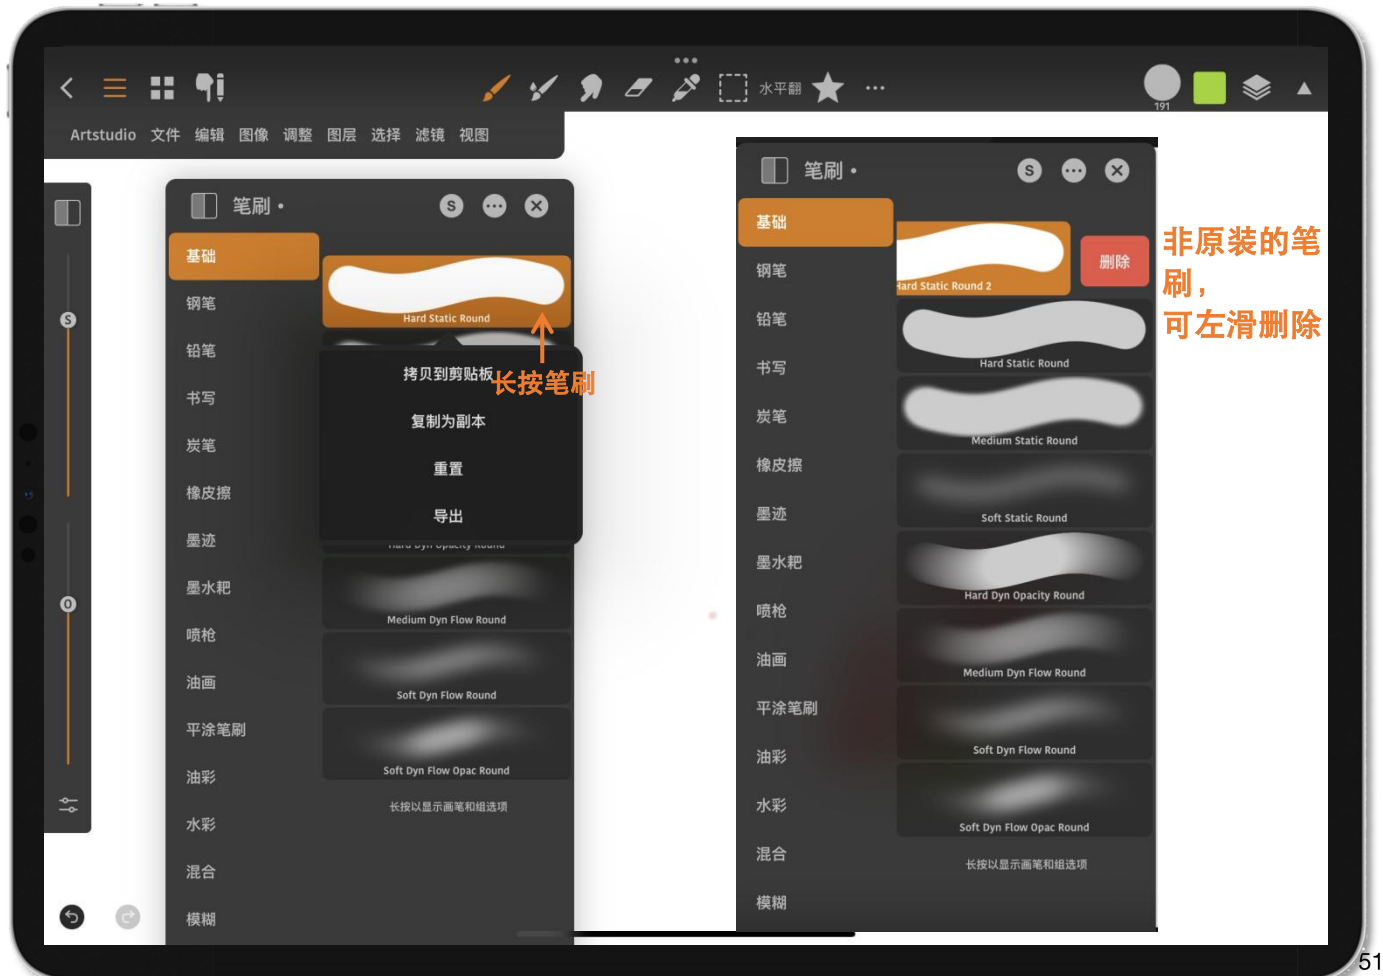 水平翻
191
Artstudio 文件 编辑 图像 调整 图层 选择 滤镜 视图
笔刷
S
基础
钢笔
铅笔
书写
炭笔
橡皮擦
墨迹
墨水耙
喷枪
油画
平涂笔刷
油彩
水彩
混合
模糊
Hard Static Round
长按笔刷
拷贝到剪贴板
复制为副本
重置
导出
Hard Dyn Opacity Round
Medium Dyn Flow Round
Soft Dyn Flow Round
Soft Dyn Flow Opac Round
长按以显示画笔和组选项
S
O
笔刷
S
基础
钢笔
铅笔
书写
炭笔
橡皮擦
墨迹
墨水耙
喷枪
油画
平涂笔刷
油彩
水彩
混合
模糊
Hard Static Round 2
删除
Hard Static Round
Medium Static Round
Soft Static Round
Hard Dyn Opacity Round
Medium Dyn Flow Round
Soft Dyn Flow Round
Soft Dyn Flow Opac Round
长按以显示画笔和组选项
非原装的笔
刷，
可左滑删除
51